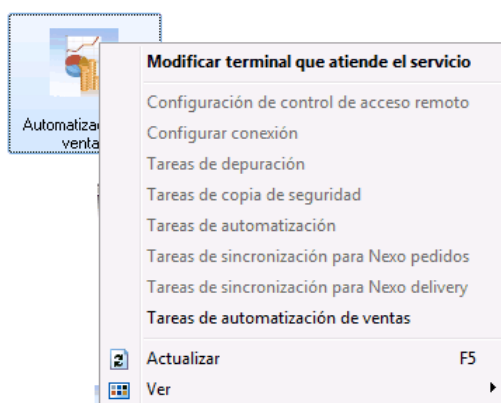 Modificar terminal que atiende el servicio
Configuración de control de acceso remoto
Configurar conexión
Tareas de depuración
Tareas de copia de seguridad
Tareas de automatización
Tareas de sincronización para Nexo pedidos
Tareas de sincronización para Nexo delivery
Tareas de automatización de ventas
Actualizar F5
Ver